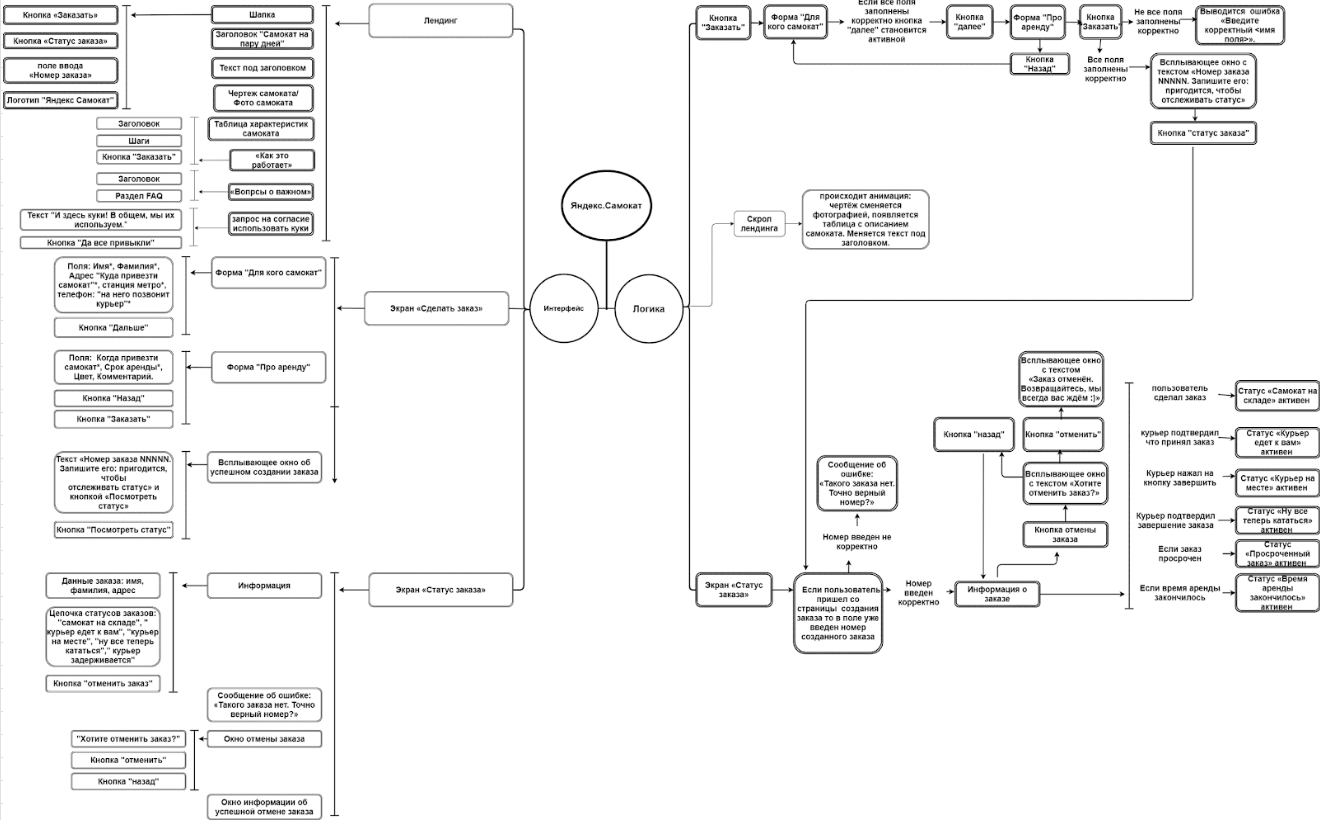 Кнопка «Заказать»
Кнопка «Статус заказа»
поле ввода
«Номер заказа»
Логотип "Яндекс Самокат"
Шапка
Заголовок "Самокат на
пару дней"
Текст под заголовком
Чертеж самоката/
Фото самоката
Таблица характеристик
самоката
Заголовок
Шаги
Кнопка "Заказать"
«Как это
работает»
Заголовок
Раздел FAQ
«Вопрсы о важном»
Текст "И здесь куки! В общем, мы их
используем."
Кнопка "Да все привыкли"
запрос на согласие
использовать куки
Лендинг
Поля: Имя*, Фамилия*,
Адрес "Куда привезти
самокат"*, станция метро*,
телефон: "на него позвонит
курьер"*
Кнопка "Дальше"
Форма "Для кого самокат"
Поля: Когда привезти
самокат*, Срок аренды*,
Цвет, Комментарий.
Кнопка "Назад"
Кнопка "Заказать"
Форма "Про аренду"
Текст «Номер заказа NNNNN.
Запишите его: пригодится,
чтобы
отслеживать статус» и
кнопкой «Посмотреть
статус»
Кнопка "Посмотреть статус"
Всплывающее окно об
успешном создании заказа
Экран «Сделать заказ»
Данные заказа: имя,
фамилия, адрес
Цепочка статусов заказов:
"самокат на складе", "
курьер едет к вам", "курьер
на месте", "ну все теперь
кататься"," курьер
задерживается"
Кнопка "отменить заказ"
Информация
Сообщение об ошибке:
«Такого заказа нет. Точно
верный номер?»
"Хотите отменить заказ?"
Кнопка "отменить"
Кнопка "назад"
Окно отмены заказа
Окно информации об
успешной отмене заказа
Экран «Статус заказа»
Яндекс.Самокат
Интерфейс
Логика
Кнопка
"Заказать"
Форма "Для
кого самокат"
Если все поля
заполнены
корректно кнопка
"далее" становится
активной
Кнопка
"далее"
Форма "Про
аренду"
Кнопка
"Назад"
Кнопка
Заказать"
Не все поля
заполнены
корректно
Выводится ошибка
«Введите
корректный <имя
поля>».
Все поля
заполнены
корректно
Всплывающее окно с
текстом «Номер заказа
NNNNN. Запишите его:
пригодится, чтобы
отслеживать статус»
Кнопка "статус заказа"
Скрол
лендинга
происходит анимация:
чертёж сменяется
фотографией, появляется
таблица с описанием
самоката. Меняется текст под
заголовком.
Экран «Статус
заказа»
Если пользователь
пришел со
страницы создания
заказа то в поле уже
введен номер
созданного заказа
Номер введен не
корректно
Сообщение об
ошибке:
«Такого заказа нет.
Точно верный
номер?»
Номер
введен
корректно
Информация о
заказе
Кнопка отмены
заказа
Всплывающее окно
с текстом «Хотите
отменить заказ?»
Кнопка "назад"
Кнопка "отменить"
Всплывающее окно
с текстом
«Заказ отменён.
Возвращайтесь, мы
всегда вас ждём :)»
пользователь
сделал заказ
Статус «Самокат на
складе» активен
курьер подтвердил
что принял заказ
Статус «Курьер
едет к вам»
активен
Курьер нажал на
кнопку завершить
Статус «Курьер на
месте» активен
Курьер подтвердил
завершение заказа
Статус «Ну все
теперь кататься»
активен
Если заказ
просрочен
Статус
«Просроченный
заказ» активен
Если время аренды
закончилось
Статус «Время
аренды
закончилось»
активен